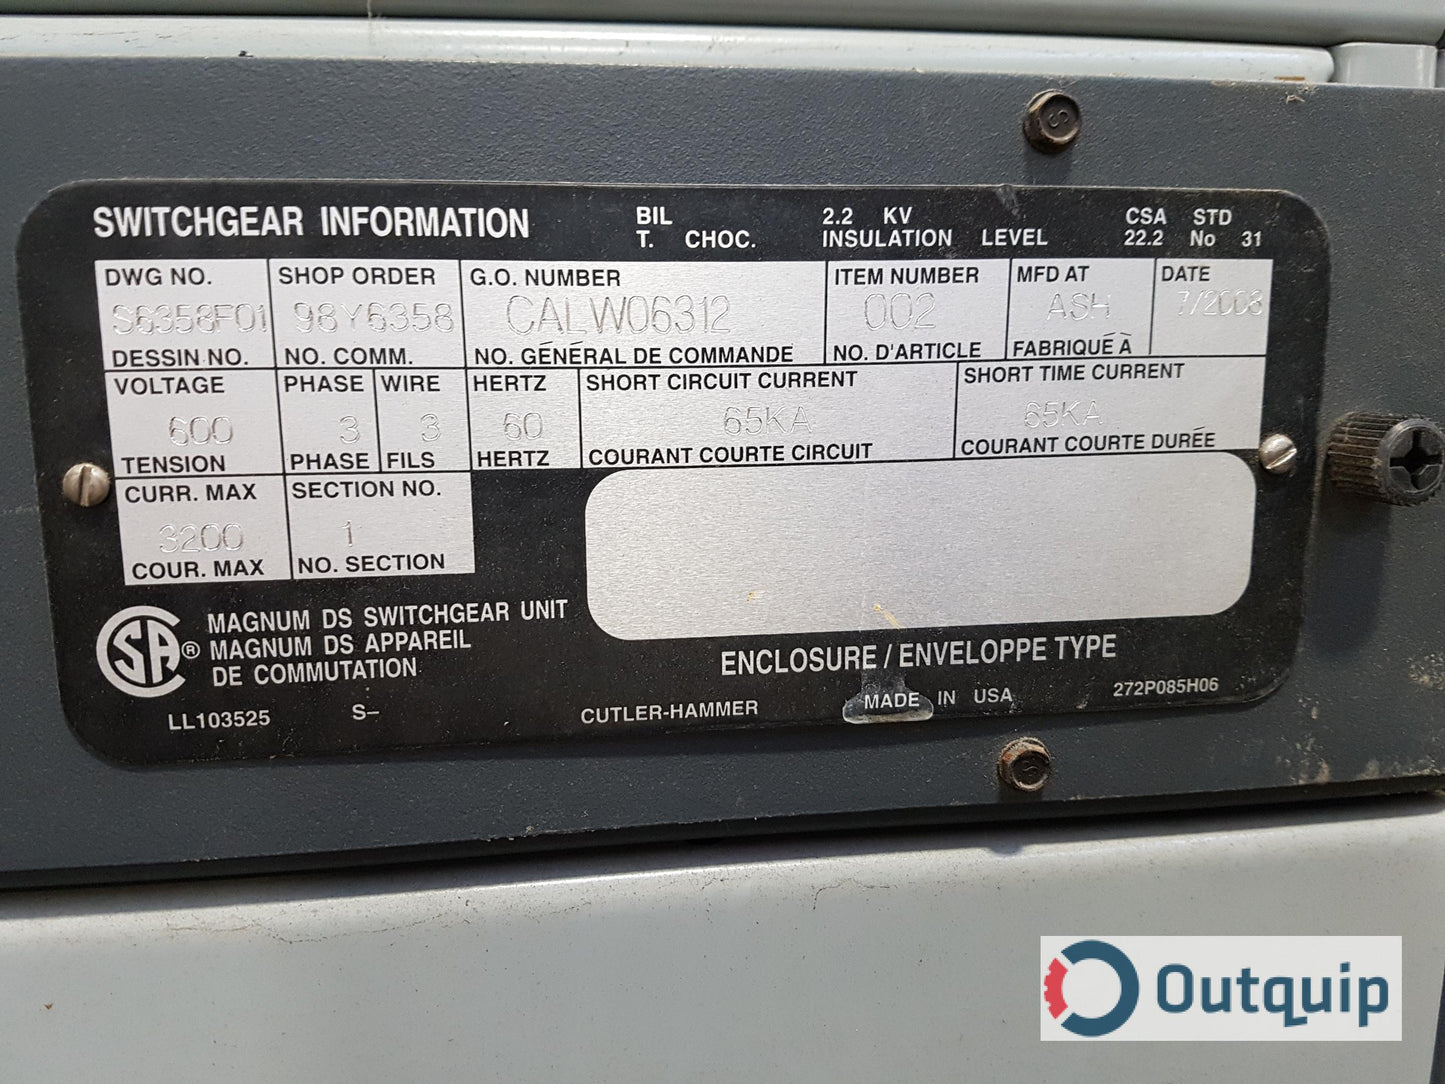 SWITCHGEAR INFORMATION
BIL 2.2 KV CSA STD
T. CHOC. INSULATION LEVEL 22.2 No 31
DWG NO. SHOP ORDER G.O. NUMBER ITEM NUMBER MFD AT DATE
S6358F01 98Y6358 CALW06312 002 ASH 7/2008
DESSIN NO. NO. COMM. NO. GÉNÉRAL DE COMMANDE NO. D'ARTICLE FABRIQUÉ À
VOLTAGE PHASE WIRE HERTZ SHORT CIRCUIT CURRENT SHORT TIME CURRENT
600 3 3 60 65KA 65KA
TENSION PHASE FILS HERTZ COURANT COURTE CIRCUIT COURANT COURTE DURÉE
CURR. MAX SECTION NO.
3200 1
COUR. MAX NO. SECTION
CSA ® MAGNUM DS SWITCHGEAR UNIT
MAGNUM DS APPAREIL
DE COMMUTATION
ENCLOSURE / ENVELOPPE TYPE
LL103525 S– CUTLER-HAMMER MADE IN USA 272P085H06
Outquip